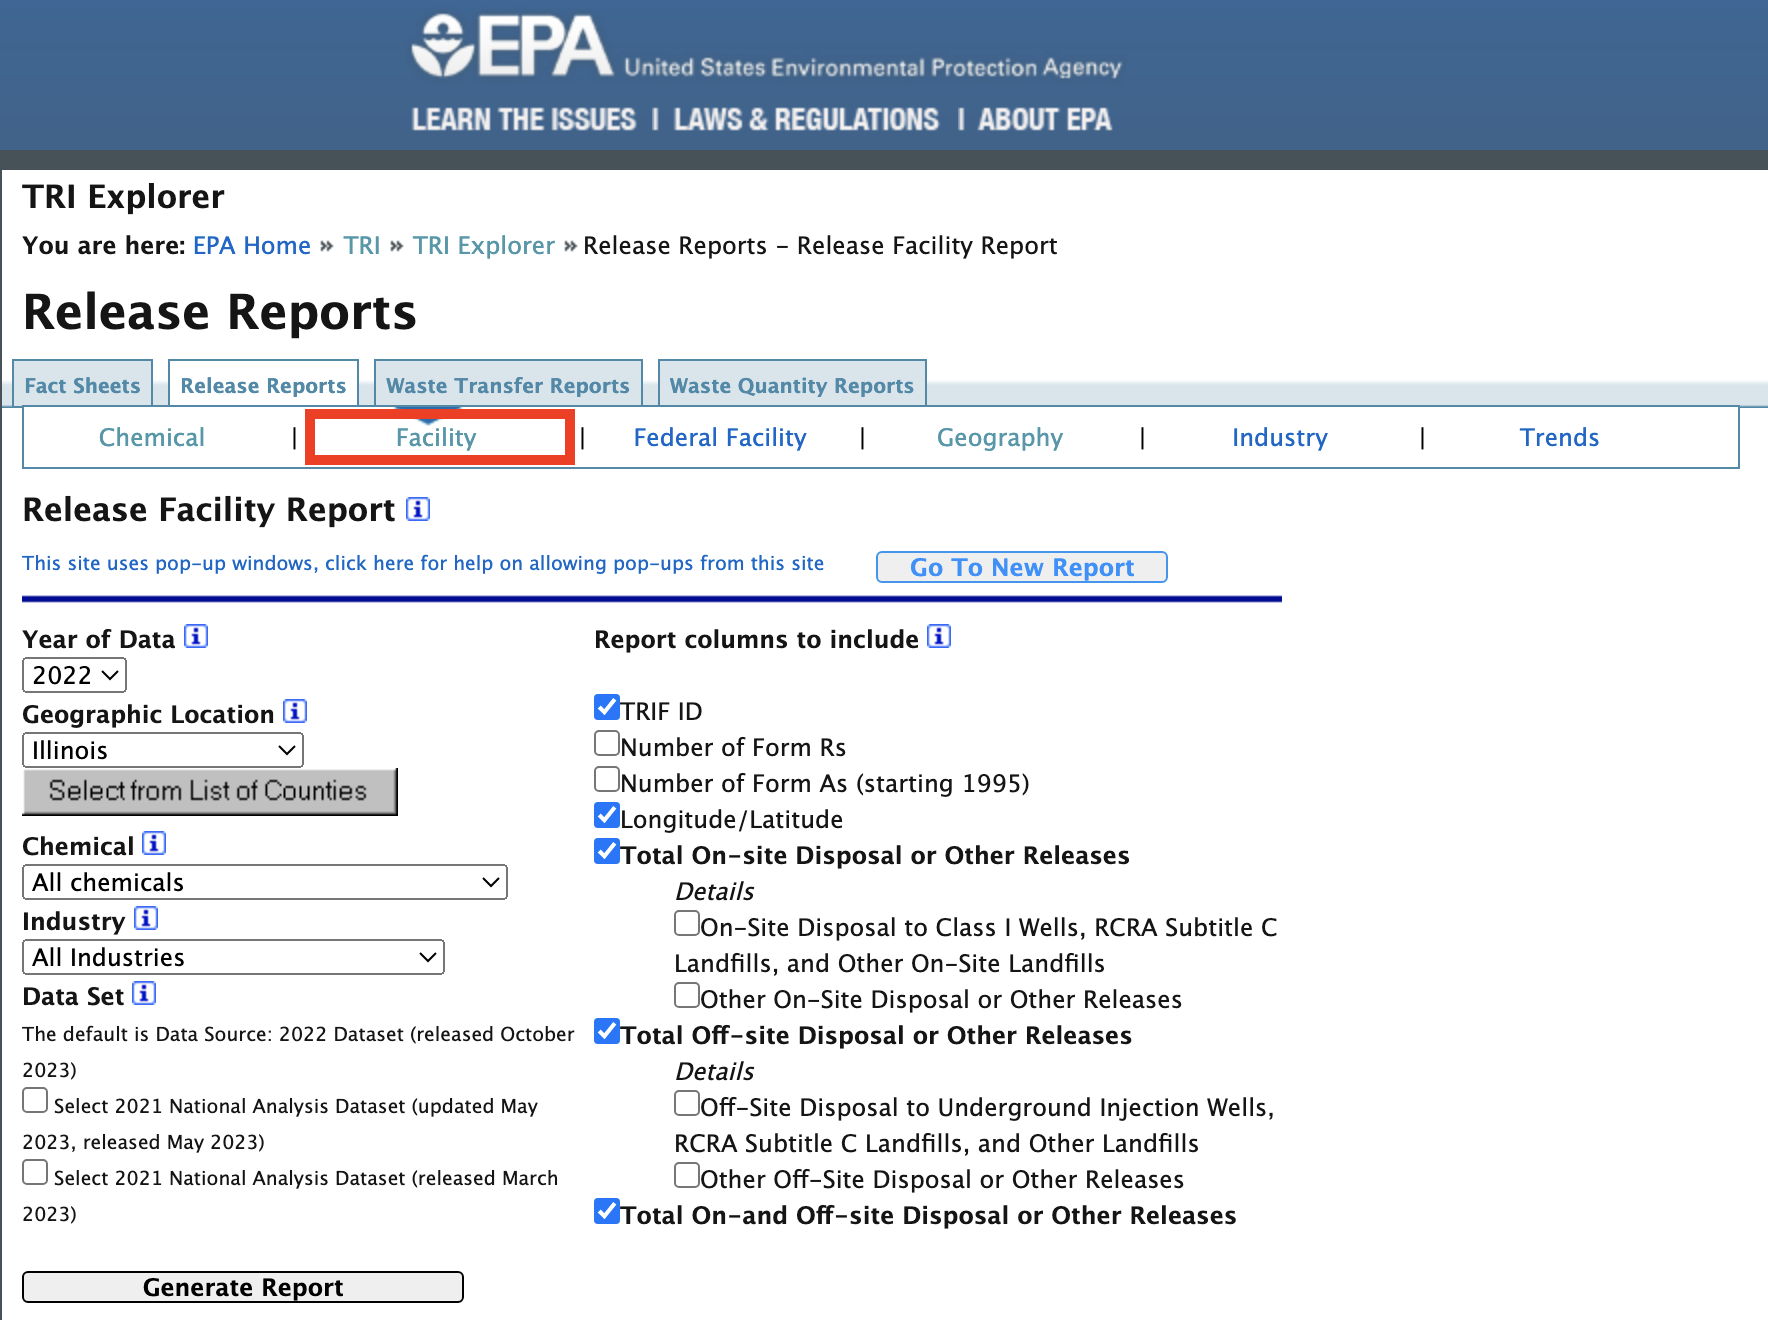 EPA United States Environmental Protection Agency
LEARN THE ISSUES | LAWS & REGULATIONS | ABOUT EPA
TRI Explorer
You are here: EPA Home » TRI » TRI Explorer » Release Reports – Release Facility Report
Release Reports
Fact Sheets
Release Reports
Waste Transfer Reports
Waste Quantity Reports
Chemical | Facility | Federal Facility | Geography | Industry | Trends
Release Facility Report
This site uses pop-up windows, click here for help on allowing pop-ups from this site
Go To New Report
Year of Data
2022
Geographic Location
Illinois
Select from List of Counties
Chemical
All chemicals
Industry
All Industries
Data Set
The default is Data Source: 2022 Dataset (released October
2023)
Select 2021 National Analysis Dataset (updated May
2023, released May 2023)
Select 2021 National Analysis Dataset (released March
2023)
Generate Report
Report columns to include
TRIF ID
Number of Form Rs
Number of Form As (starting 1995)
Longitude/Latitude
Total On-site Disposal or Other Releases
Details
On-Site Disposal to Class I Wells, RCRA Subtitle C
Landfills, and Other On-Site Landfills
Other On-Site Disposal or Other Releases
Total Off-site Disposal or Other Releases
Details
Off-Site Disposal to Underground Injection Wells,
RCRA Subtitle C Landfills, and Other Landfills
Other Off-Site Disposal or Other Releases
Total On-and Off-site Disposal or Other Releases